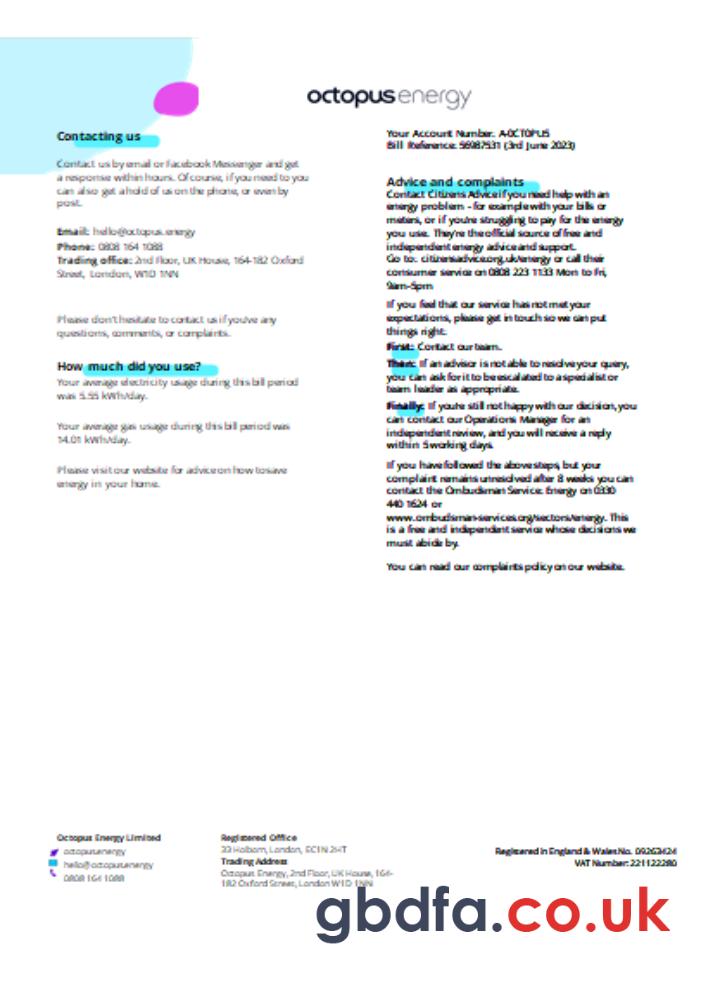 octopusenergy
Contacting us
Contact us by email or Facebook Messenger and get
a response within hours. Of course, if you need to you
can also get a hold of us on the phone, or even by
post.
Email: hello@octopus.energy
Phone: 0808 164 1088
Trading office: 2nd Floor, UK House, 164-182 Oxford
Street, London, W1D 1NN
Please don't hesitate to contact us if you've any
questions, comments, or complaints.
How much did you use?
Your average electricity usage during this bill period
was 5.55 kWh/day.
Your average gas usage during this bill period was
14.01 kWh/day.
Please visit our website for advice on how to save
energy in your home.
Your Account Number: A-0CT0PU5
Bill Reference: 56987531 (3rd June 2023)
Advice and complaints
Contact Citizens Advice if you need help with an
energy problem - for example with your bills or
meters, or if you're struggling to pay for the energy
you use. They're the official source of free and
independent energy advice and support.
Go to: citizensadvice.org.uk/energy or call their
consumer service on 0808 223 1133 Mon to Fri,
9am-5pm
If you feel that our service has not met your
expectations, please get in touch so we can put
things right.
First: Contact our team.
Then: If an advisor is not able to resolve your query,
you can ask for it to be escalated to a specialist or
team leader as appropriate.
Finally: If you're still not happy with our decision, you
can contact our Operations Manager for an
independent review, and you will receive a reply
within 5 working days.
If you have followed the above steps, but your
complaint remains unresolved after 8 weeks you can
contact the Ombudsman Service: Energy on 0330
440 1624 or
www.ombudsman-services.org/sectors/energy. This
is a free and independent service whose decisions we
must abide by.
You can read our complaints policy on our website.
Octopus Energy Limited
octopusenergy
hello@octopus.energy
0808 164 1088
Registered Office
33 Holborn, London, EC1N 2HT
Trading Address
Octopus Energy, 2nd Floor, UK House, 164-
182 Oxford Street, London W1D 1NN
Registered in England & Wales No. 09263424
VAT Number: 221122280
gbdfa.co.uk